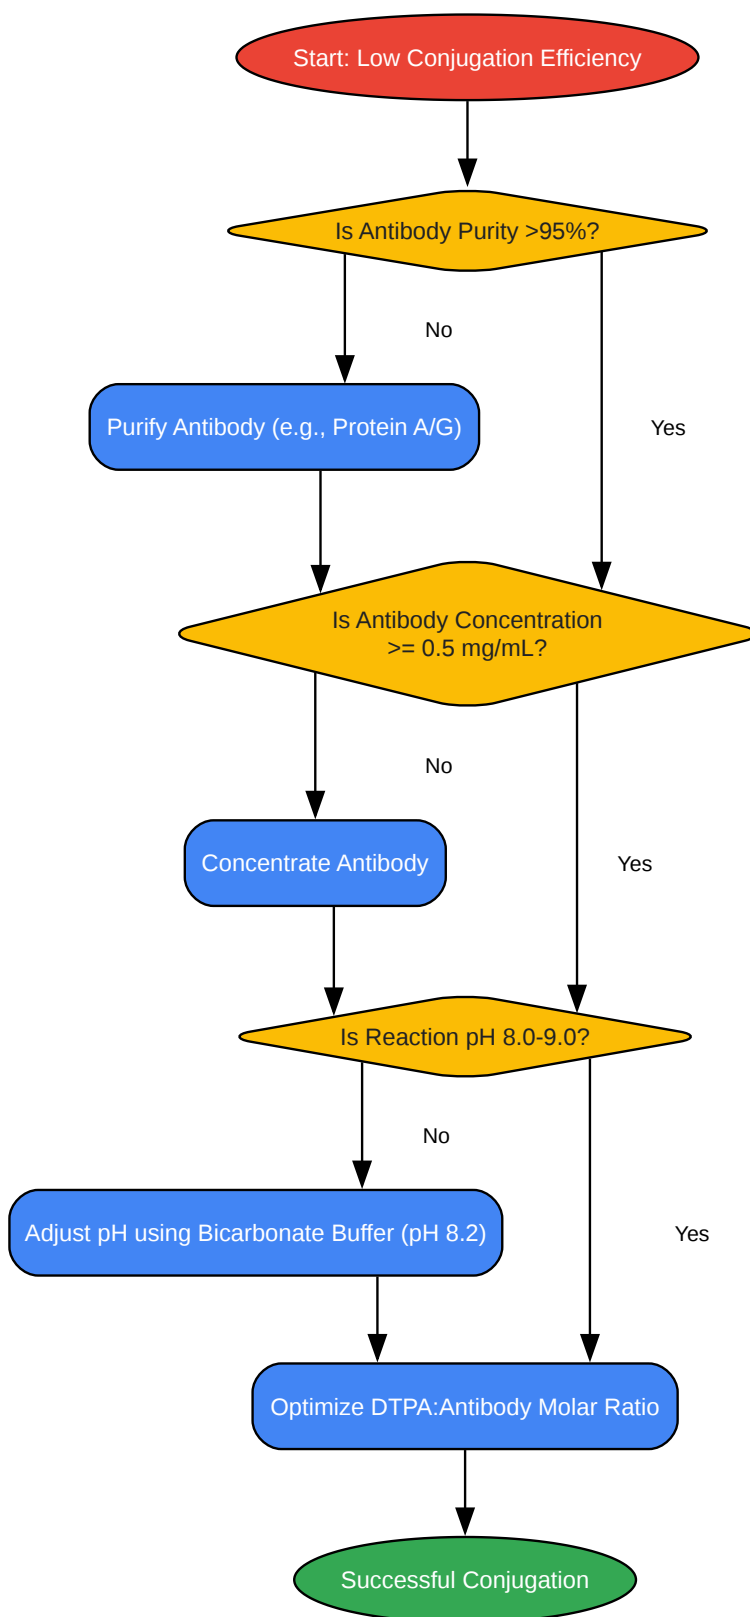 Start: Low Conjugation Efficiency
Is Antibody Purity >95%?
No
Purify Antibody (e.g., Protein A/G)
Yes
Is Antibody Concentration
>= 0.5 mg/mL?
No
Concentrate Antibody
Yes
Is Reaction pH 8.0-9.0?
No
Adjust pH using Bicarbonate Buffer (pH 8.2)
Yes
Optimize DTPA:Antibody Molar Ratio
Successful Conjugation